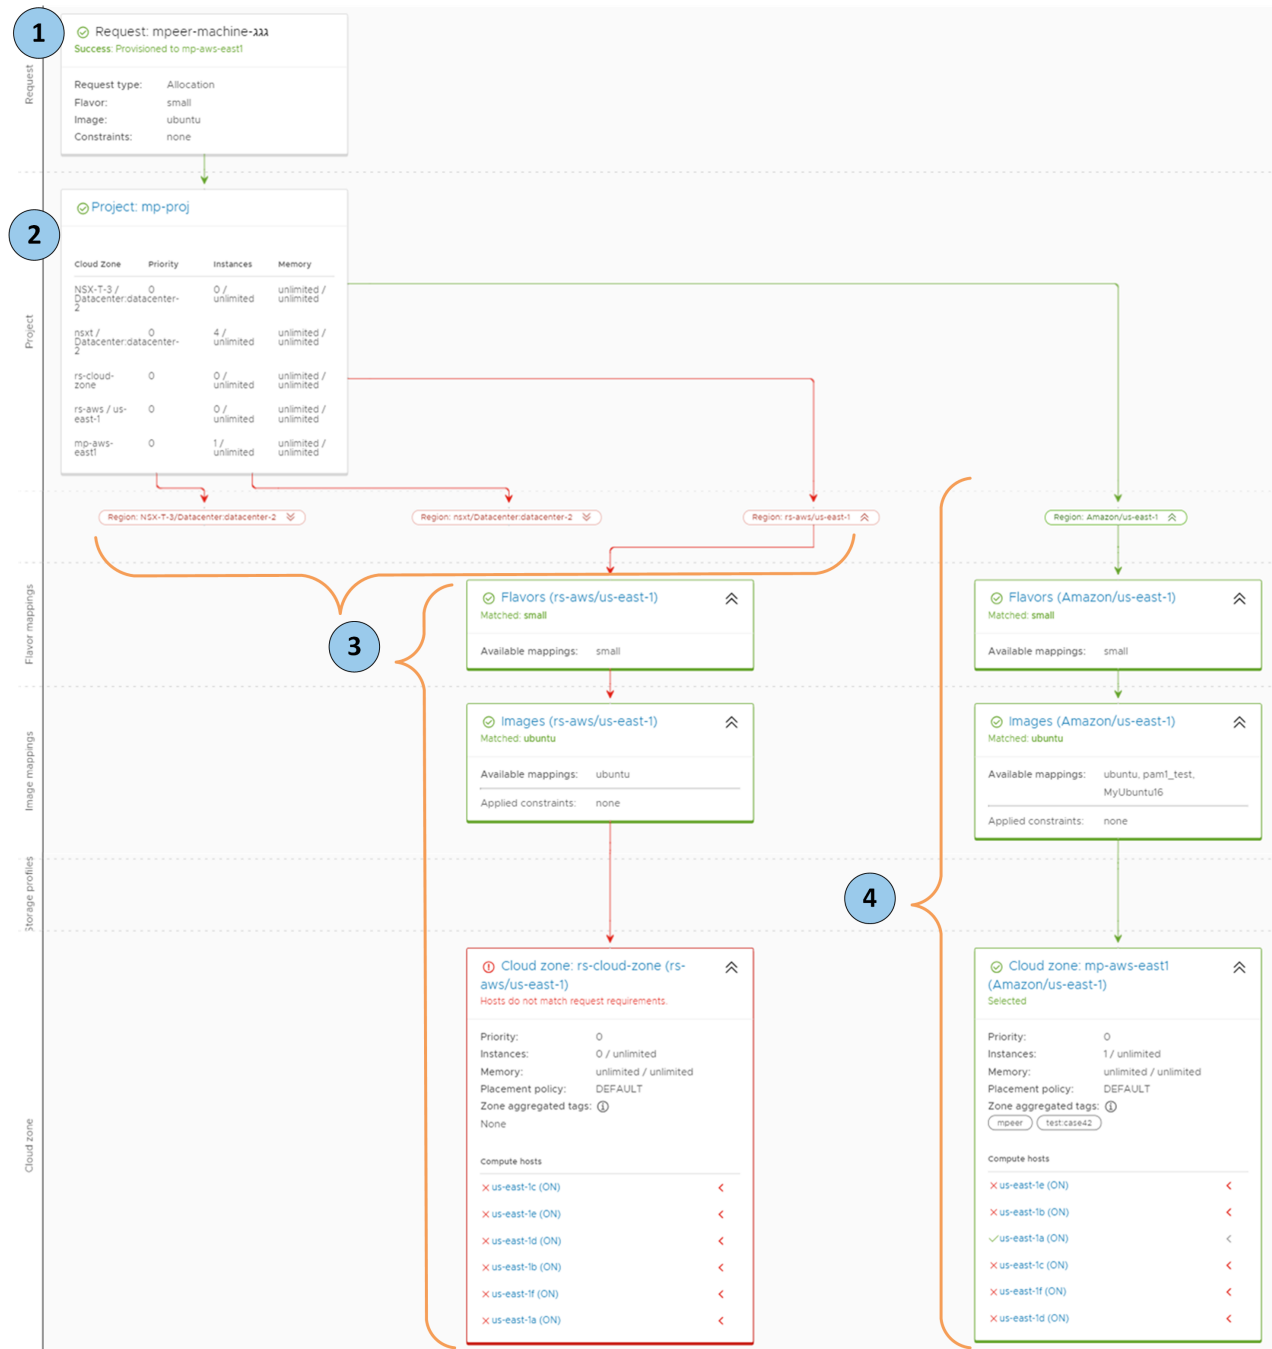 1
Request: mpeer-machine-גגג
Success: Provisioned to mp-aws-east1
Request type: Allocation
Flavor: small
Image: ubuntu
Constraints: none
Request
2
Project: mp-proj
Cloud Zone Priority Instances Memory
NSX-T-3 / 0 0 / unlimited /
Datacenter:datacenter- unlimited unlimited
2
nsxt / 0 4 / unlimited /
Datacenter:datacenter- unlimited unlimited
2
rs-cloud- 0 0 / unlimited /
zone unlimited unlimited
rs-aws / us- 0 0 / unlimited /
east-1 unlimited unlimited
mp-aws- 0 1 / unlimited /
east1 unlimited unlimited
Project
Region: NSX-T-3/Datacenter:datacenter-2
Region: nsxt/Datacenter:datacenter-2
Region: rs-aws/us-east-1
Region: Amazon/us-east-1
3
Flavor mappings
Flavors (rs-aws/us-east-1)
Matched: small
Available mappings: small
Flavors (Amazon/us-east-1)
Matched: small
Available mappings: small
Image mappings
Images (rs-aws/us-east-1)
Matched: ubuntu
Available mappings: ubuntu
Applied constraints: none
Images (Amazon/us-east-1)
Matched: ubuntu
Available mappings: ubuntu, pam1_test,
MyUbuntu16
Applied constraints: none
Storage profiles
4
Cloud zone
Cloud zone: rs-cloud-zone (rs-
aws/us-east-1)
Hosts do not match request requirements.
Priority: 0
Instances: 0 / unlimited
Memory: unlimited / unlimited
Placement policy: DEFAULT
Zone aggregated tags:
None
Compute hosts
us-east-1c (ON)
us-east-1e (ON)
us-east-1d (ON)
us-east-1b (ON)
us-east-1f (ON)
us-east-1a (ON)
Cloud zone: mp-aws-east1
(Amazon/us-east-1)
Selected
Priority: 0
Instances: 1 / unlimited
Memory: unlimited / unlimited
Placement policy: DEFAULT
Zone aggregated tags:
mpeer test:case42
Compute hosts
us-east-1e (ON)
us-east-1b (ON)
us-east-1a (ON)
us-east-1c (ON)
us-east-1f (ON)
us-east-1d (ON)